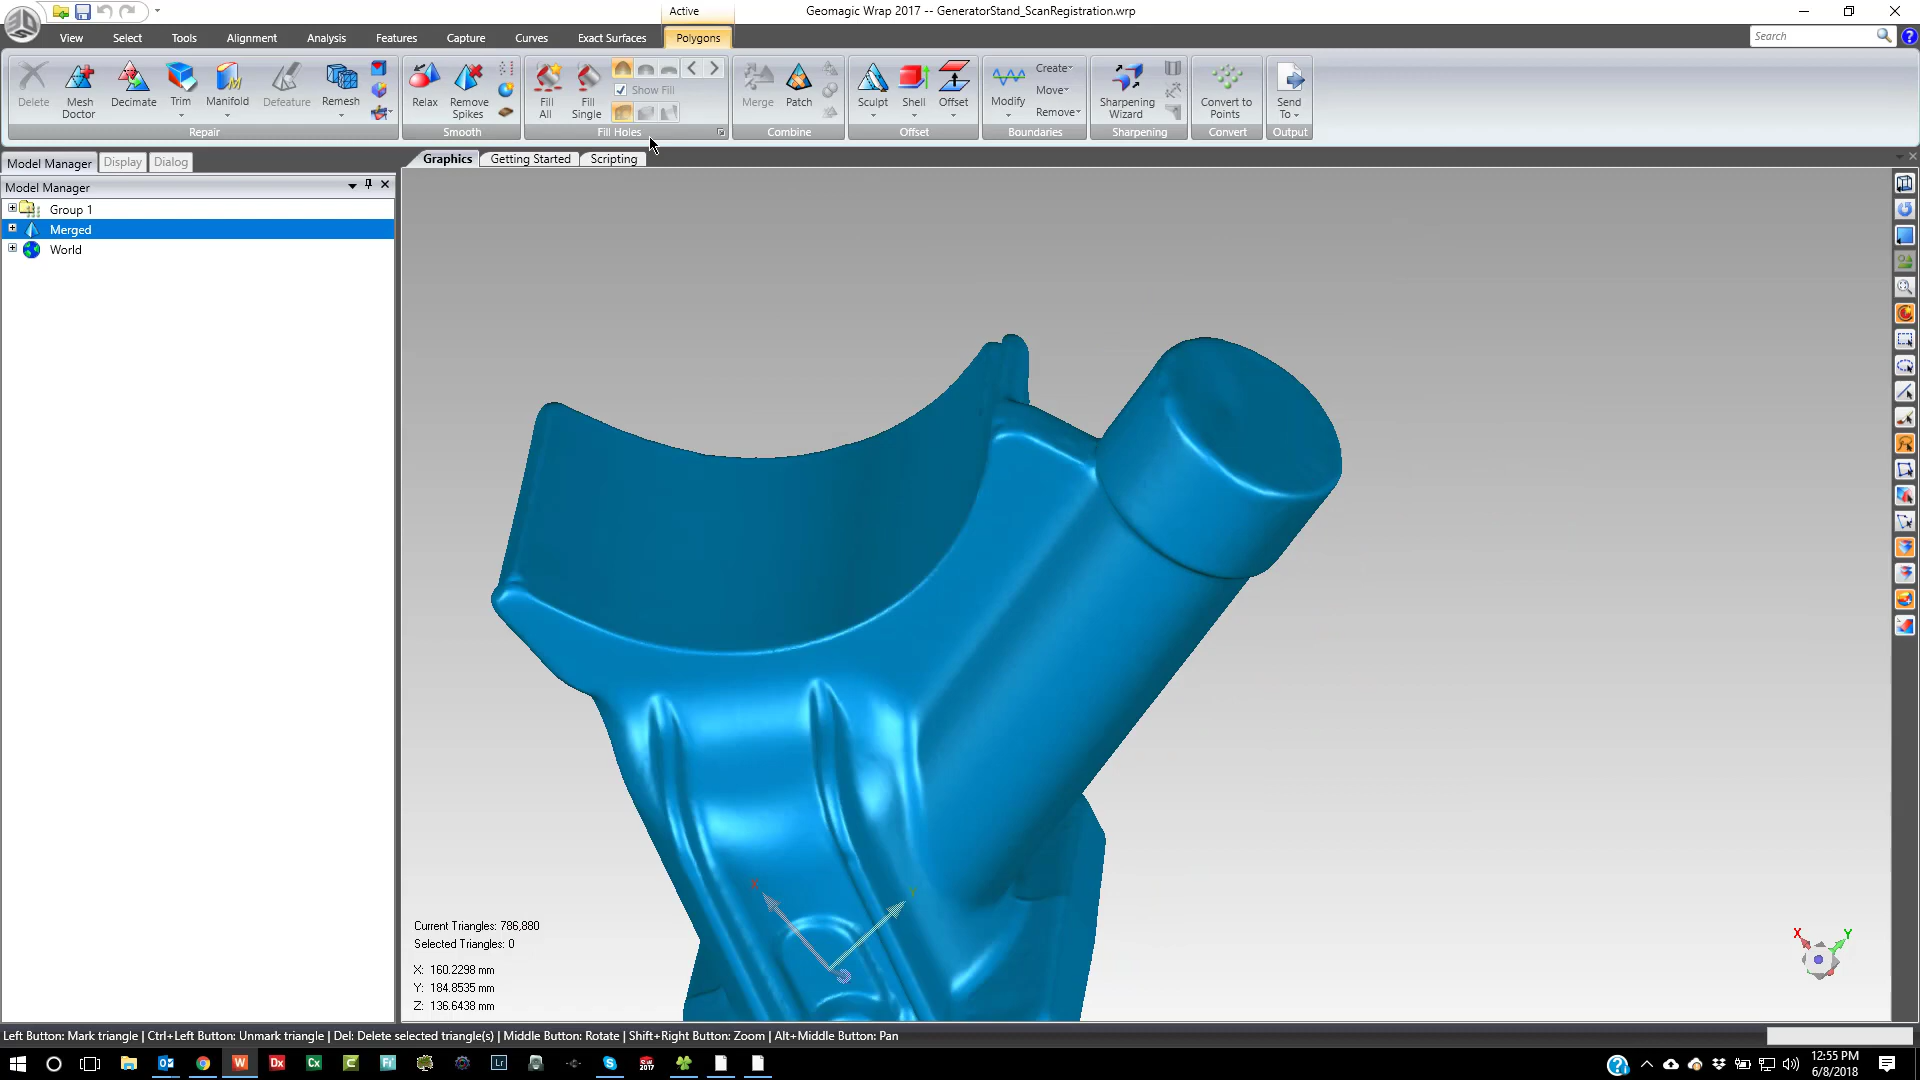 Active
Geomagic Wrap 2017 -- GeneratorStand_ScanRegistration.wrp
View Select Tools Alignment Analysis Features Capture Curves Exact Surfaces Polygons
Search
Delete Mesh Doctor Decimate Trim Manifold Defeature Remesh
Repair
Relax Remove Spikes
Smooth
Fill All Fill Single Show Fill
Fill Holes
Merge Patch
Combine
Sculpt Shell Offset
Offset
Modify Create Move Remove
Boundaries
Sharpening Wizard
Sharpening
Convert to Points
Convert
Send To
Output
Model Manager Display Dialog
Graphics Getting Started Scripting
Model Manager
Group 1
Merged
World
X Y
Current Triangles: 786,880
Selected Triangles: 0
X: 160.2298 mm
Y: 184.8535 mm
Z: 136.6438 mm
X Y
Left Button: Mark triangle | Ctrl+Left Button: Unmark triangle | Del: Delete selected triangle(s) | Middle Button: Rotate | Shift+Right Button: Zoom | Alt+Middle Button: Pan
W Dx Cx C Fi Lr 2017
12:55 PM
6/8/2018